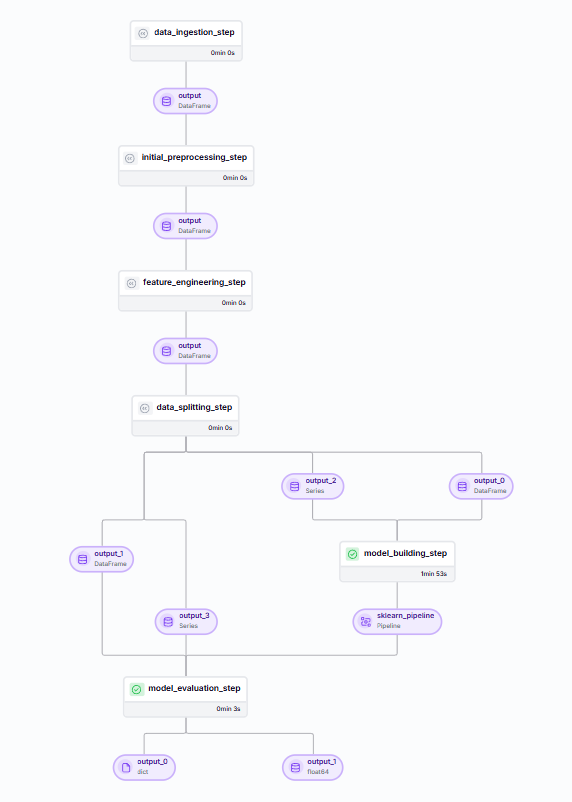 data_ingestion_step
0min 0s
output
DataFrame
initial_preprocessing_step
0min 0s
output
DataFrame
feature_engineering_step
0min 0s
output
DataFrame
data_splitting_step
0min 0s
output_2
Series
output_0
DataFrame
output_1
DataFrame
model_building_step
1min 53s
output_3
Series
sklearn_pipeline
Pipeline
model_evaluation_step
0min 3s
output_0
dict
output_1
float64